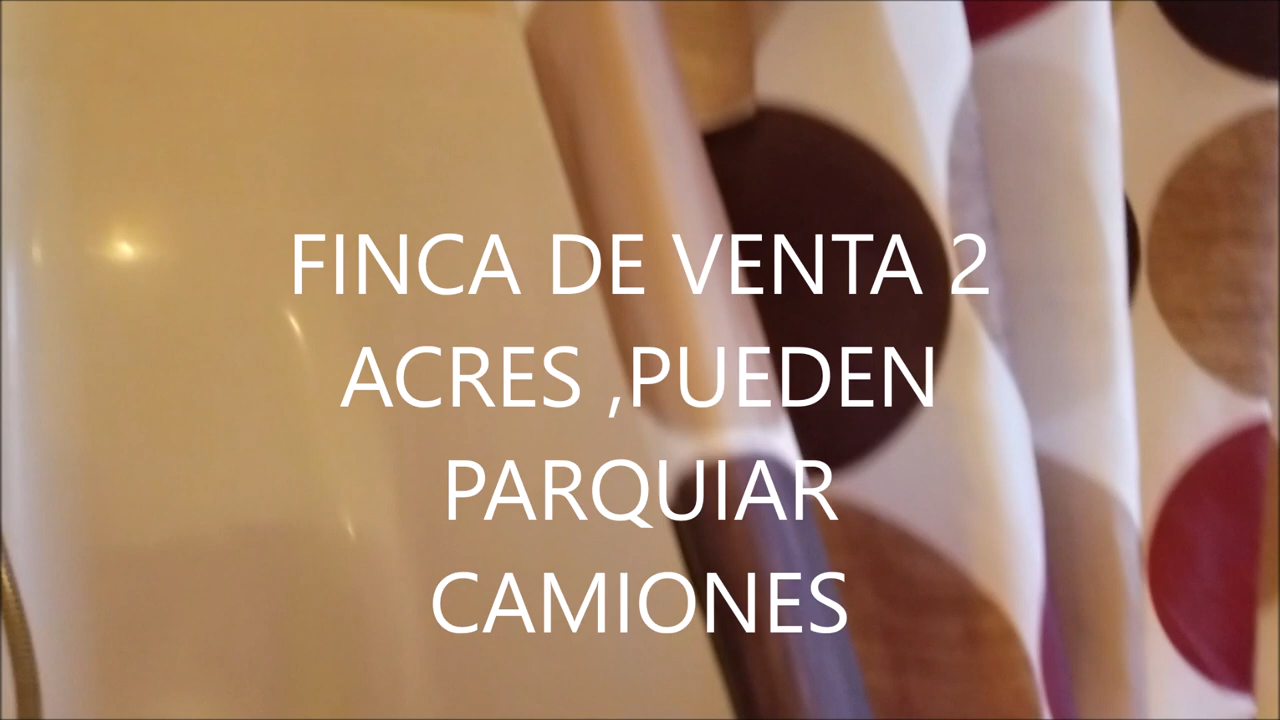 FINCA DE VENTA 2
ACRES ,PUEDEN
PARQUIAR
CAMIONES